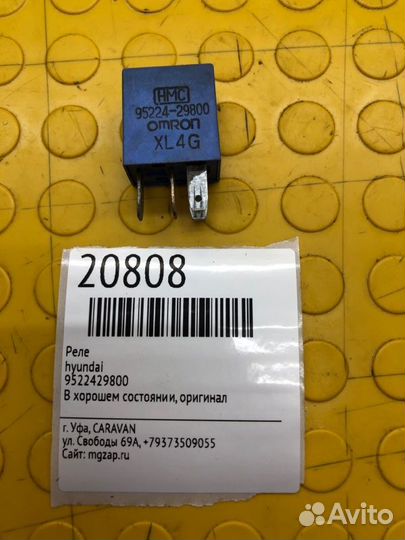 HMC
95224-29800
OMRON
XL4G
20808
Реле
hyundai
9522429800
В хорошем состоянии, оригинал
г. Уфа, CARAVAN
ул. Свободы 69А, +79373509055
Сайт: mgzap.ru
Avito